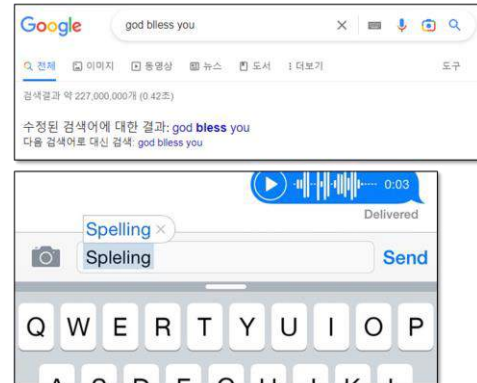 Google
god blless you
전체 이미지 동영상 뉴스 도서 더보기 도구
검색결과 약 227,000,000개 (0.42초)
수정된 검색어에 대한 결과: god bless you
다음 검색어로 대신 검색: god blless you
0:03
Delivered
Spelling ×
Spleling
Send
Q W E R T Y U I O P
A S D F G H J K L